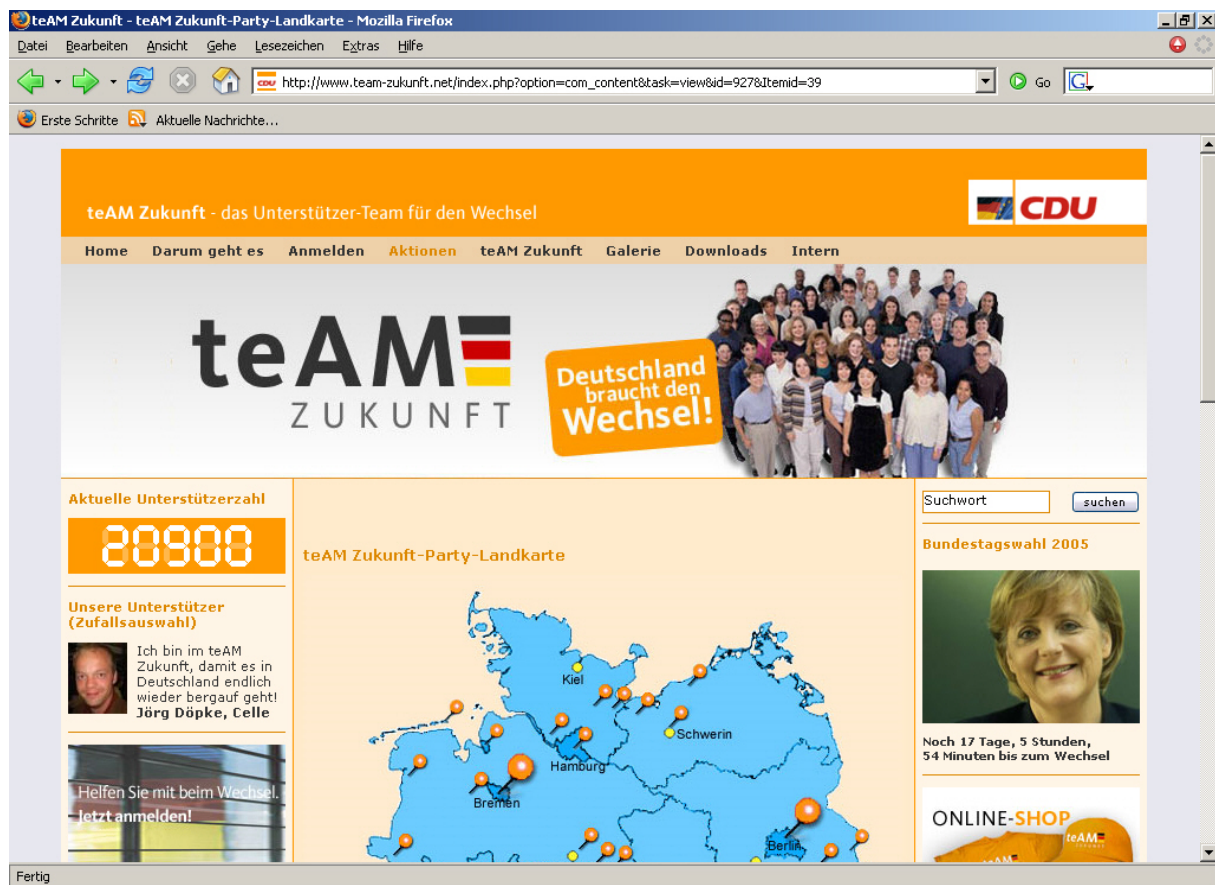 teAM Zukunft - teAM Zukunft-Party-Landkarte - Mozilla Firefox
Datei Bearbeiten Ansicht Gehe Lesezeichen Extras Hilfe
http://www.team-zukunft.net/index.php?option=com_content&task=view&id=927&Itemid=39
Go
G
Erste Schritte Aktuelle Nachrichte...
teAM Zukunft - das Unterstützer-Team für den Wechsel
CDU
Home Darum geht es Anmelden Aktionen teAM Zukunft Galerie Downloads Intern
teAM
ZUKUNFT
Deutschland
braucht den
Wechsel!
Aktuelle Unterstützerzahl
20900
Unsere Unterstützer
(Zufallsauswahl)
Ich bin im teAM
Zukunft, damit es in
Deutschland endlich
wieder bergauf geht!
Jörg Döpke, Celle
Helfen Sie mit beim Wechsel.
Jetzt anmelden!
teAM Zukunft-Party-Landkarte
Kiel
Schwerin
Hamburg
Bremen
Berlin
Suchwort suchen
Bundestagswahl 2005
Noch 17 Tage, 5 Stunden,
54 Minuten bis zum Wechsel
ONLINE-SHOP
teAM
Fertig